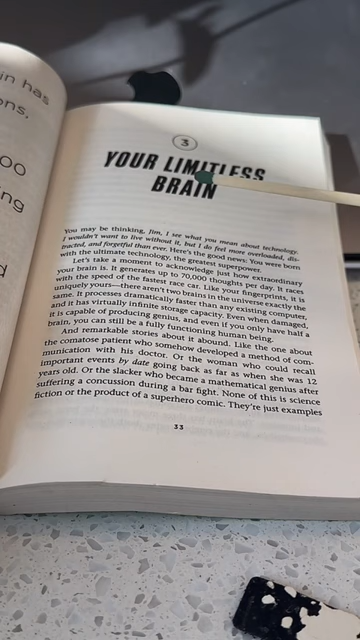 in has
ons,
00
ng
d
3
YOUR LIMITLESS
BRAIN
You may be thinking, Jim, I see what you mean about technology.
I wouldn't want to live without it, but I do feel more overloaded, dis-
tracted, and forgetful than ever. Here's the good news: You were born
with the ultimate technology, the greatest superpower.
Let's take a moment to acknowledge just how extraordinary
your brain is. It generates up to 70,000 thoughts per day. It races
with the speed of the fastest race car. Like your fingerprints, it is
uniquely yours—there aren't two brains in the universe exactly the
same. It processes dramatically faster than any existing computer,
and it has virtually infinite storage capacity. Even when damaged,
it is capable of producing genius, and even if you only have half a
brain, you can still be a fully functioning human being.
And remarkable stories about it abound. Like the one about
the comatose patient who somehow developed a method of com-
munication with his doctor. Or the woman who could recall
important events by date going back as far as when she was 12
years old. Or the slacker who became a mathematical genius after
suffering a concussion during a bar fight. None of this is science
fiction or the product of a superhero comic. They're just examples
33